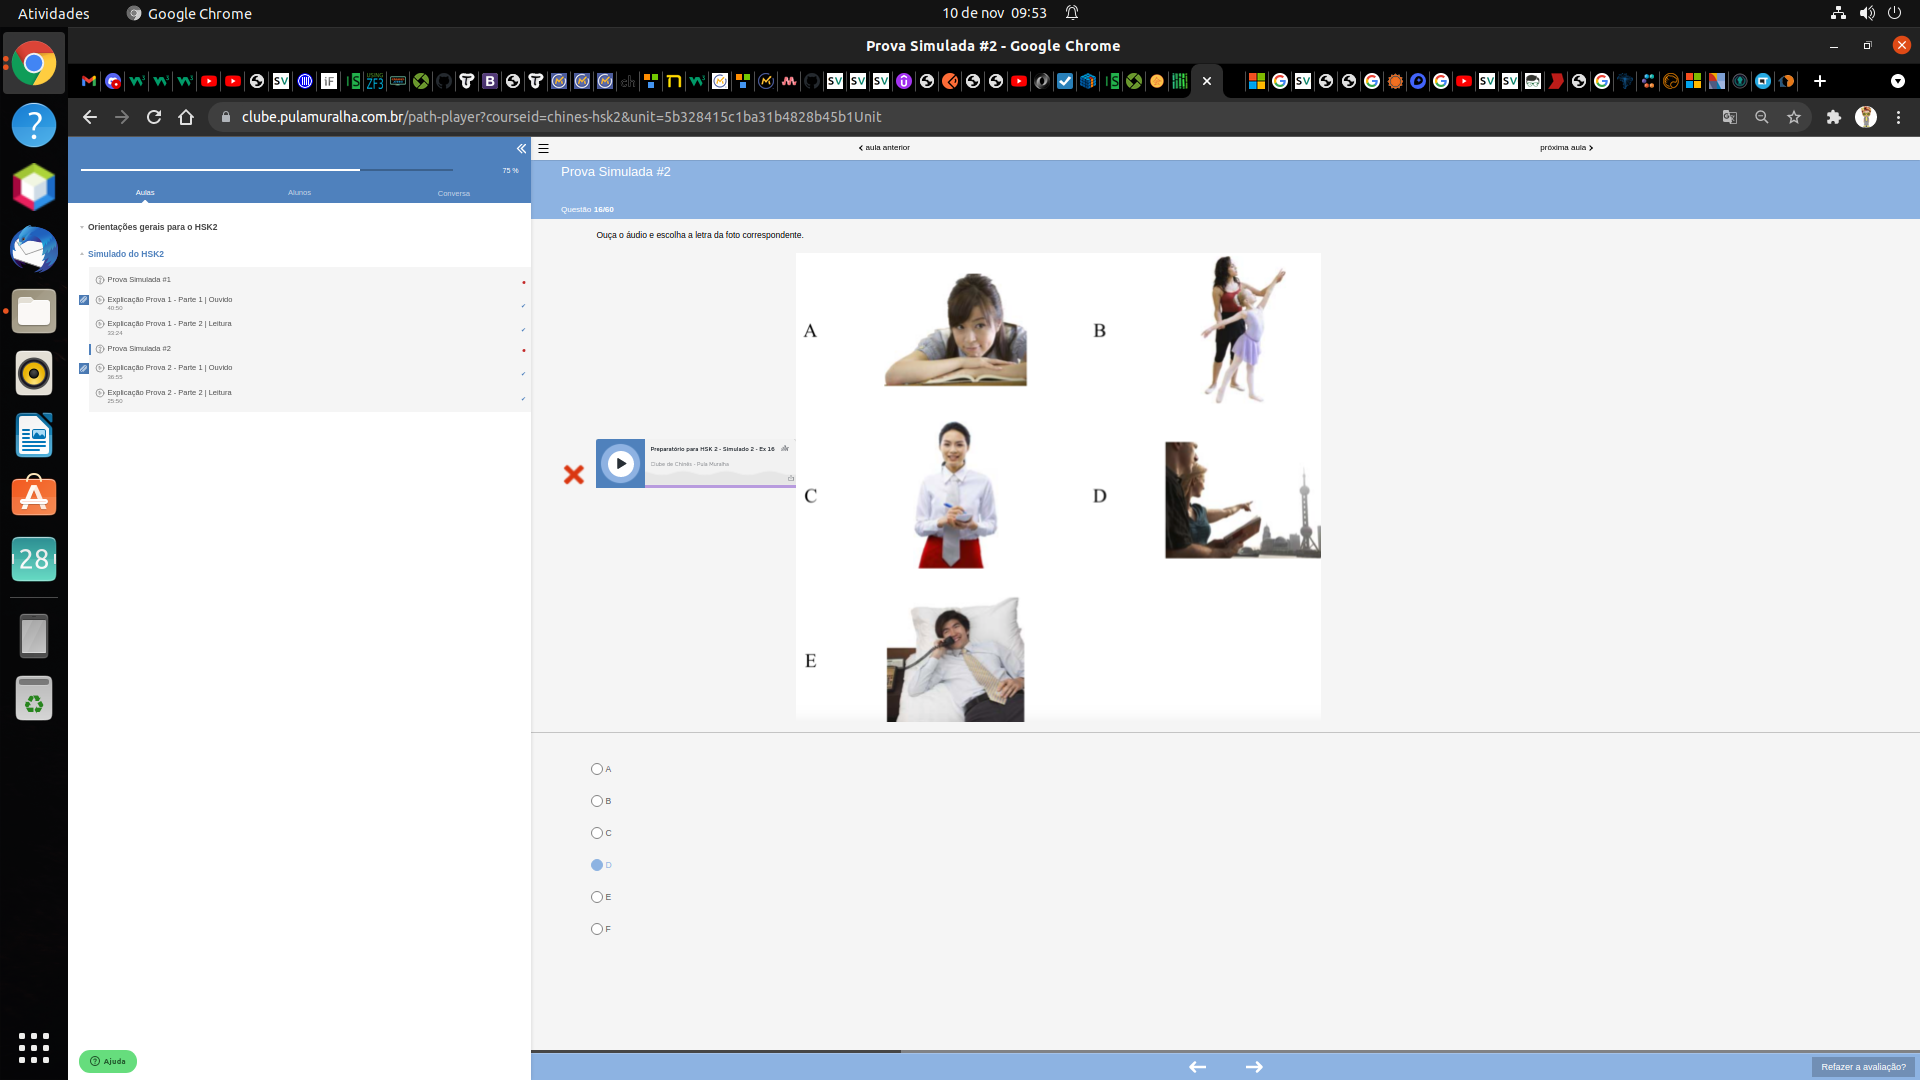 Atividades
Google Chrome
10 de nov 09:53
Prova Simulada #2 - Google Chrome
clube.pulamuralha.com.br/path-player?courseid=chines-hsk2&unit=5b328415c1ba31b4828b45b1Unit
75 %
Aulas
Alunos
Conversa
Orientações gerais para o HSK2
Simulado do HSK2
Prova Simulada #1
Explicação Prova 1 - Parte 1 | Ouvido
40:50
Explicação Prova 1 - Parte 2 | Leitura
33:24
Prova Simulada #2
Explicação Prova 2 - Parte 1 | Ouvido
36:55
Explicação Prova 2 - Parte 2 | Leitura
25:50
Ajuda
aula anterior
próxima aula
Prova Simulada #2
Questão 16/60
Ouça o áudio e escolha a letra da foto correspondente.
Preparatório para HSK 2 - Simulado 2 - Ex 16
Clube de Chinês - Pula Muralha
A
B
C
D
E
A
B
C
D
E
F
Refazer a avaliação?
28